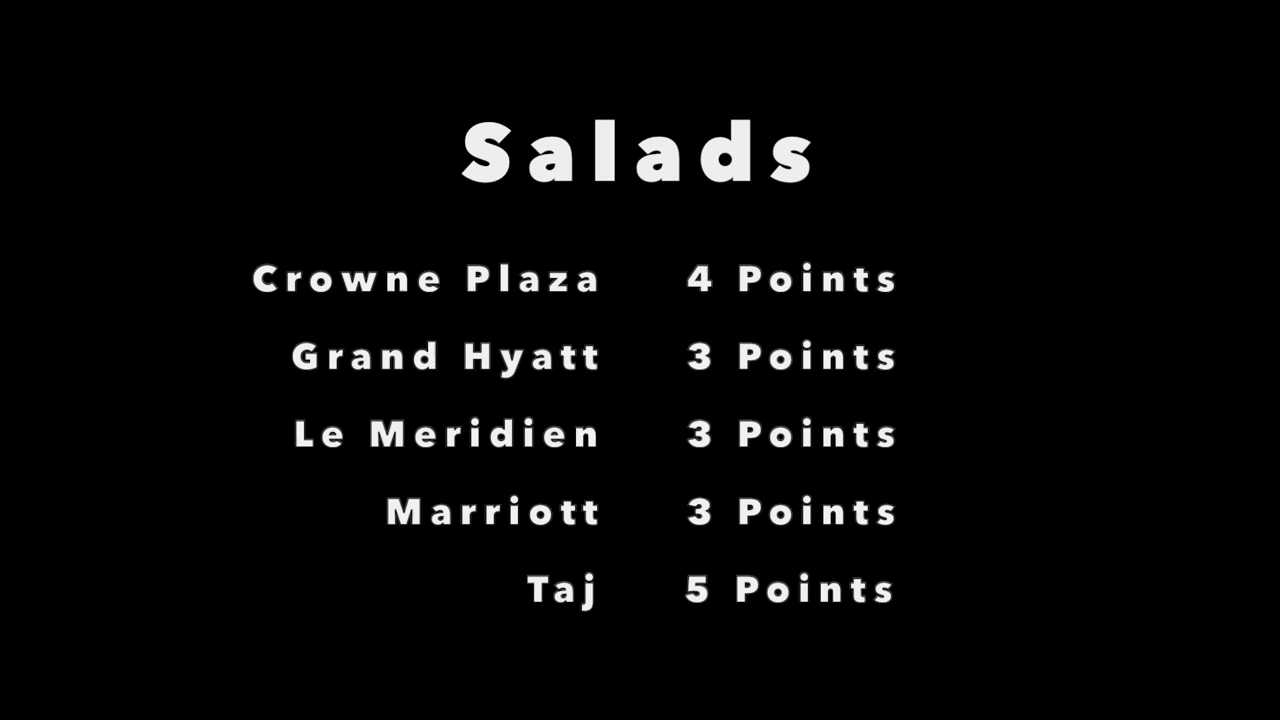 Salads
Crowne Plaza 4 Points
Grand Hyatt 3 Points
Le Meridien 3 Points
Marriott 3 Points
Taj 5 Points